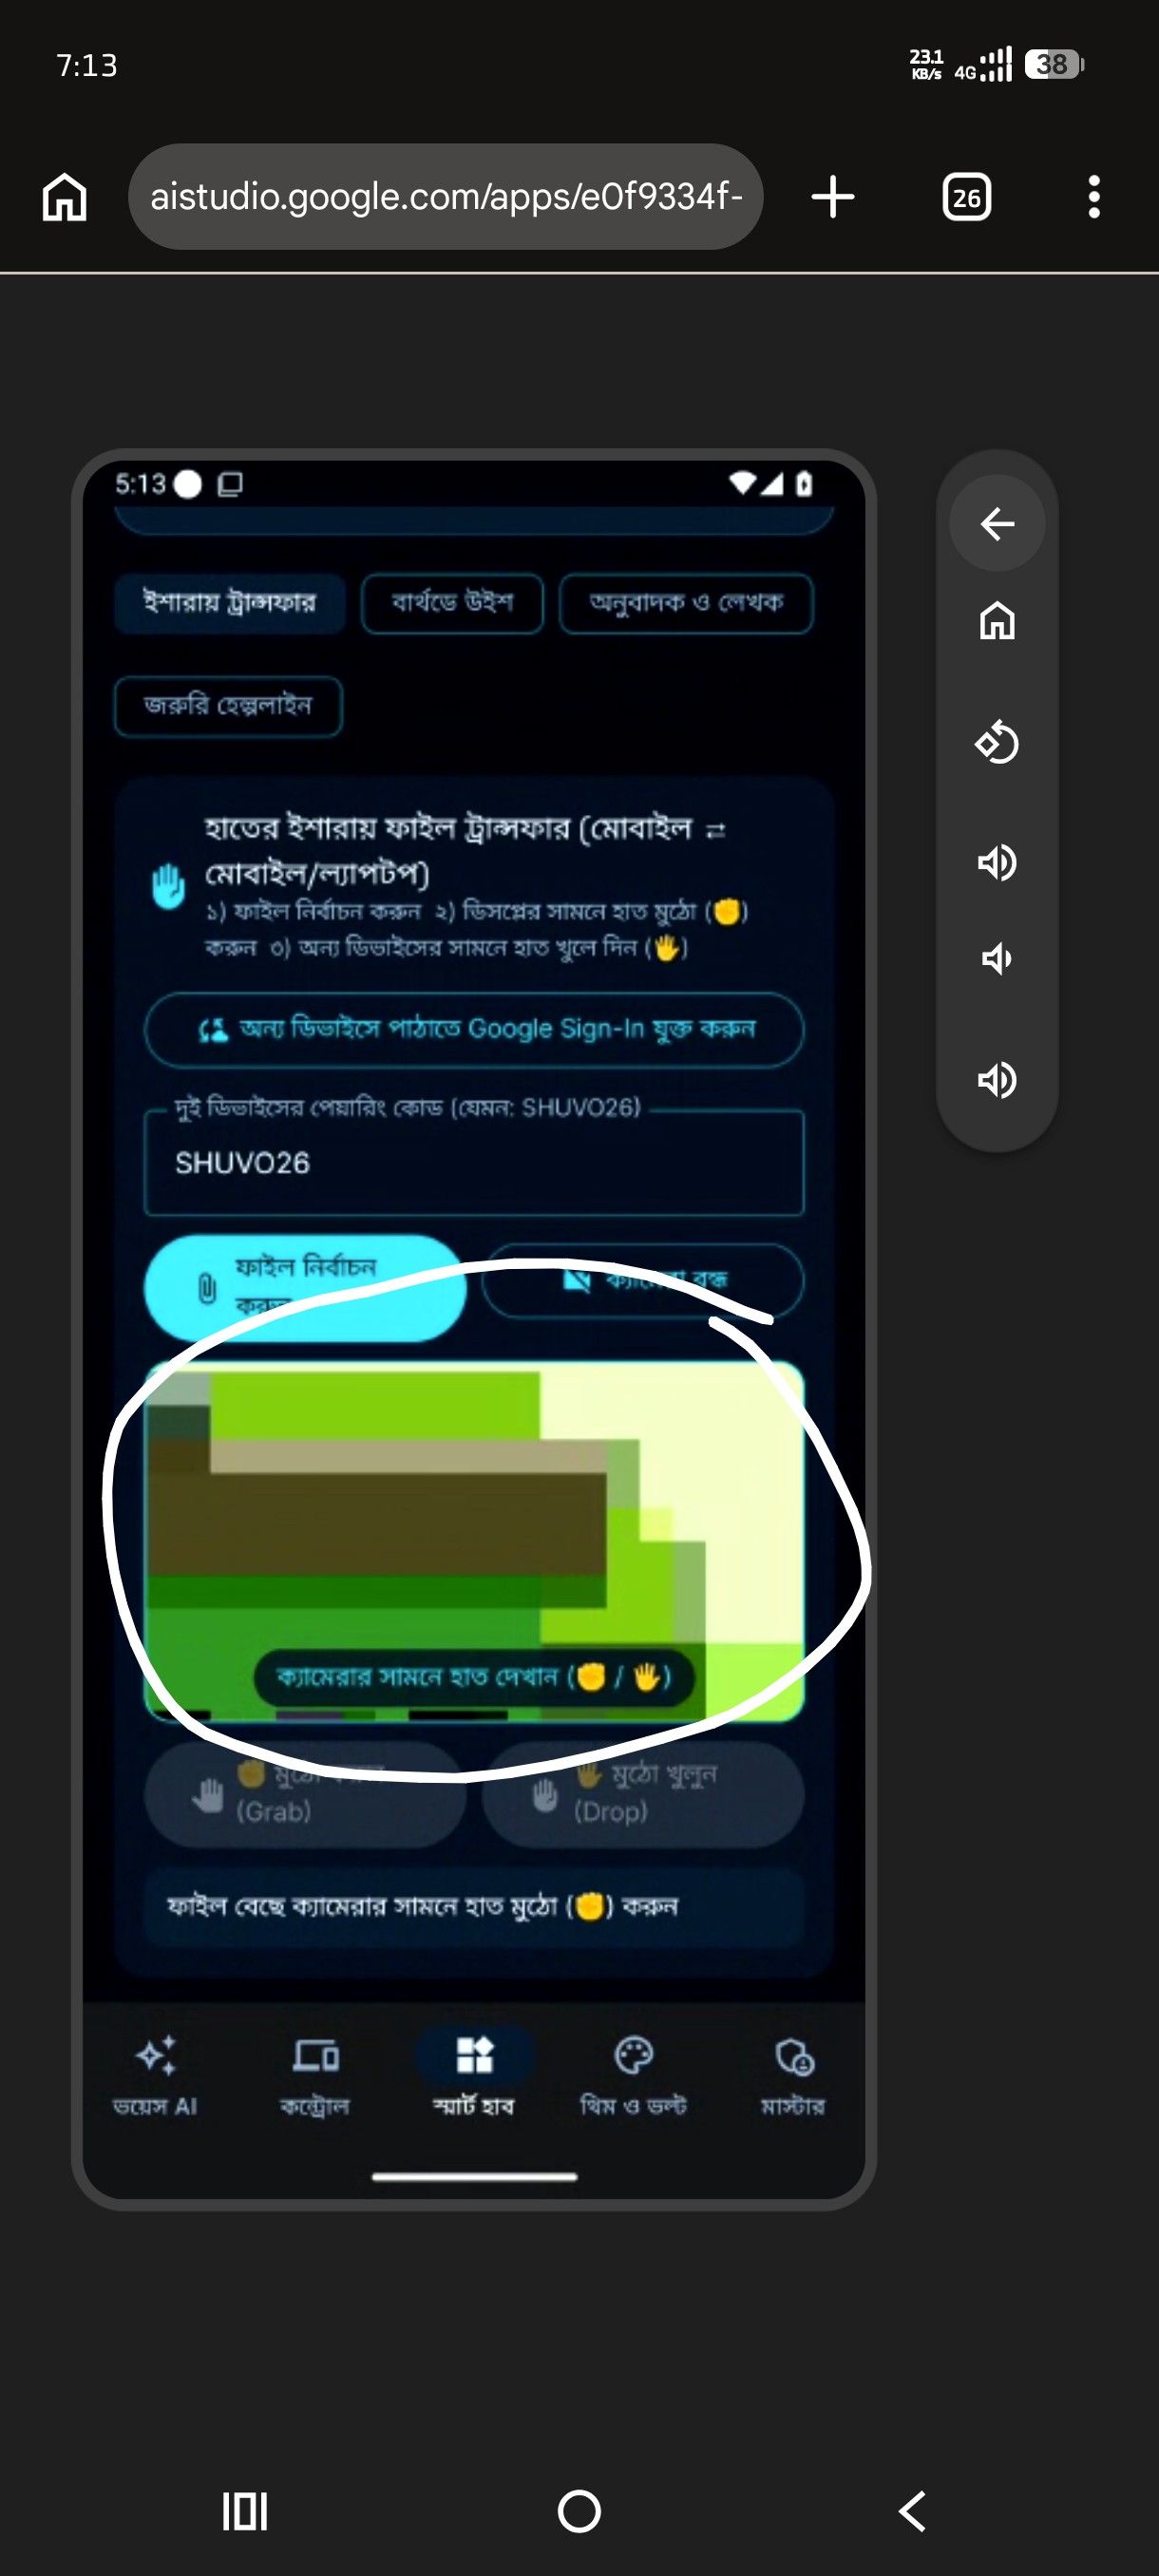 7:13
23.1
KB/s
4G
38
aistudio.google.com/apps/e0f9334f-
26
5:13
ইশারায় ট্রান্সফার
বার্থডে উইশ
অনুবাদক ও লেখক
জরুরি হেল্পলাইন
হাতের ইশারায় ফাইল ট্রান্সফার (মোবাইল ⇄
মোবাইল/ল্যাপটপ)
১) ফাইল নির্বাচন করুন ২) ডিসপ্লের সামনে হাত মুঠো (✊)
করুন ৩) অন্য ডিভাইসের সামনে হাত খুলে দিন (🖐)
অন্য ডিভাইসে পাঠাতে Google Sign-In যুক্ত করুন
দুই ডিভাইসের পেয়ারিং কোড (যেমন: SHUVO26)
SHUVO26
ফাইল নির্বাচন
করুন
ক্যামেরা বন্ধ
ক্যামেরার সামনে হাত দেখান (✊ / 🖐)
✊ মুঠো
(Grab)
🖐 মুঠো খুলুন
(Drop)
ফাইল বেছে ক্যামেরার সামনে হাত মুঠো (✊) করুন
ভয়েস AI
কন্ট্রোল
স্মার্ট হাব
থিম ও ভল্ট
মাস্টার